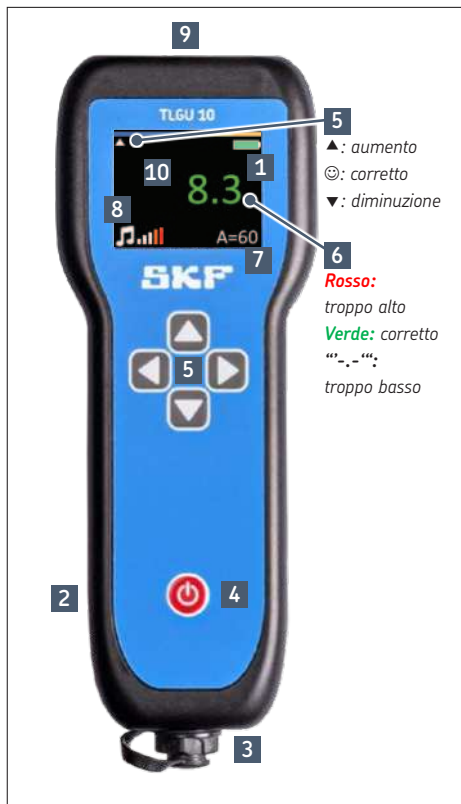 9
TLGU 10
5
▲: aumento
☺: corretto
▼: diminuzione
1
10
8.3
8
A=60
7
6
Rosso:
troppo alto
Verde: corretto
“’-.-‘“:
troppo basso
SKF
5
2
4
3